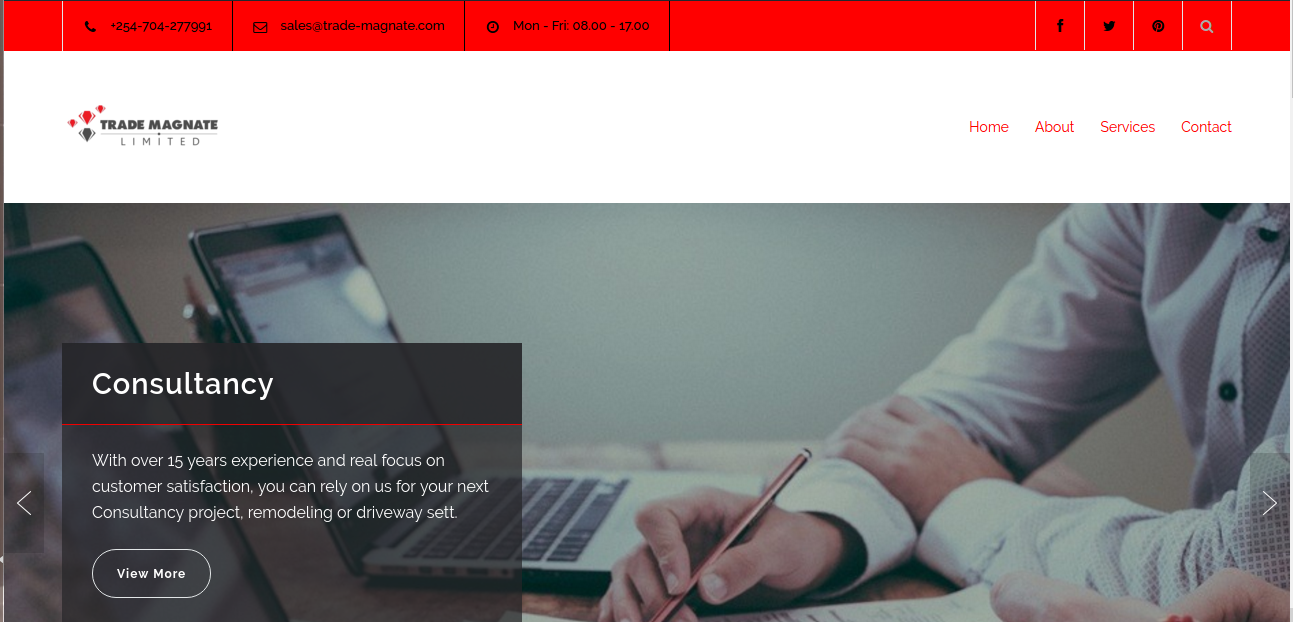 +254-704-277991
sales@trade-magnate.com
Mon - Fri: 08.00 - 17.00
TRADE MAGNATE
LIMITED
Home
About
Services
Contact
Consultancy
With over 15 years experience and real focus on
customer satisfaction, you can rely on us for your next
Consultancy project, remodeling or driveway sett.
View More